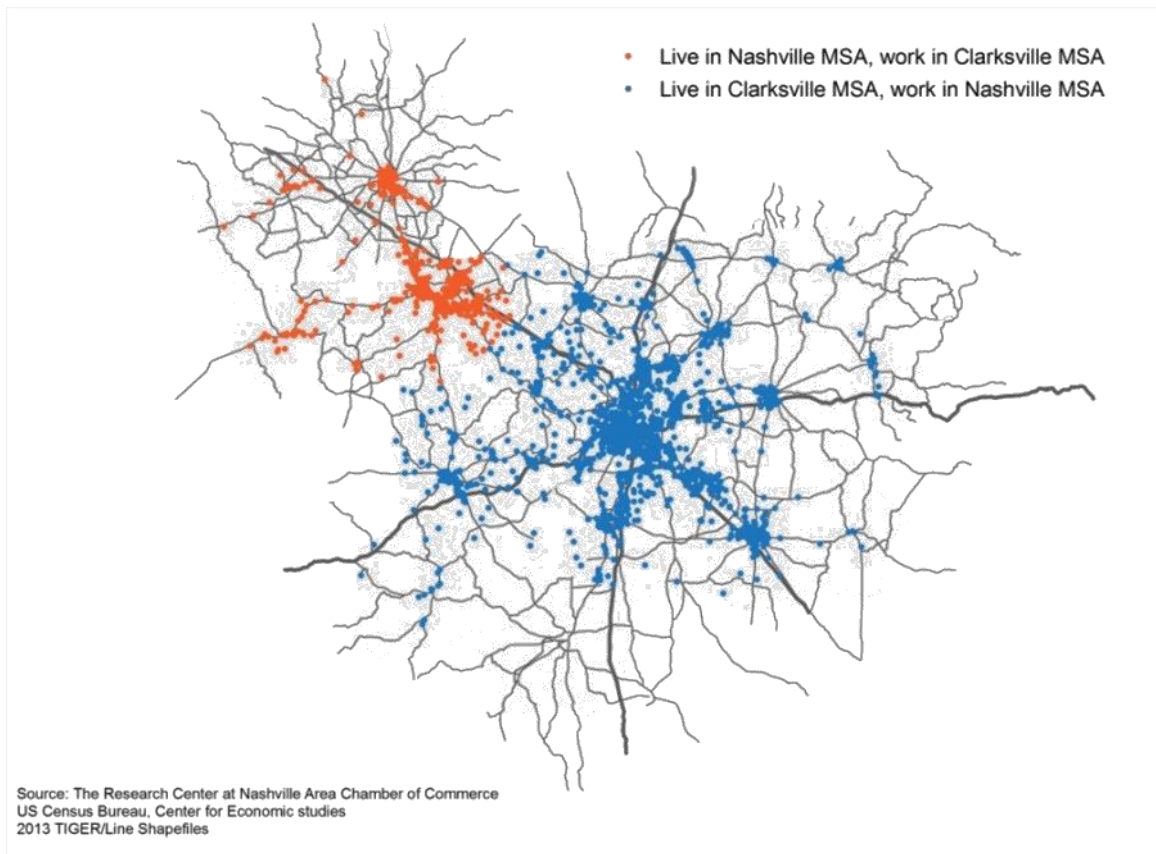 Live in Nashville MSA, work in Clarksville MSA
Live in Clarksville MSA, work in Nashville MSA
Source: The Research Center at Nashville Area Chamber of Commerce
US Census Bureau, Center for Economic studies
2013 TIGER/Line Shapefiles